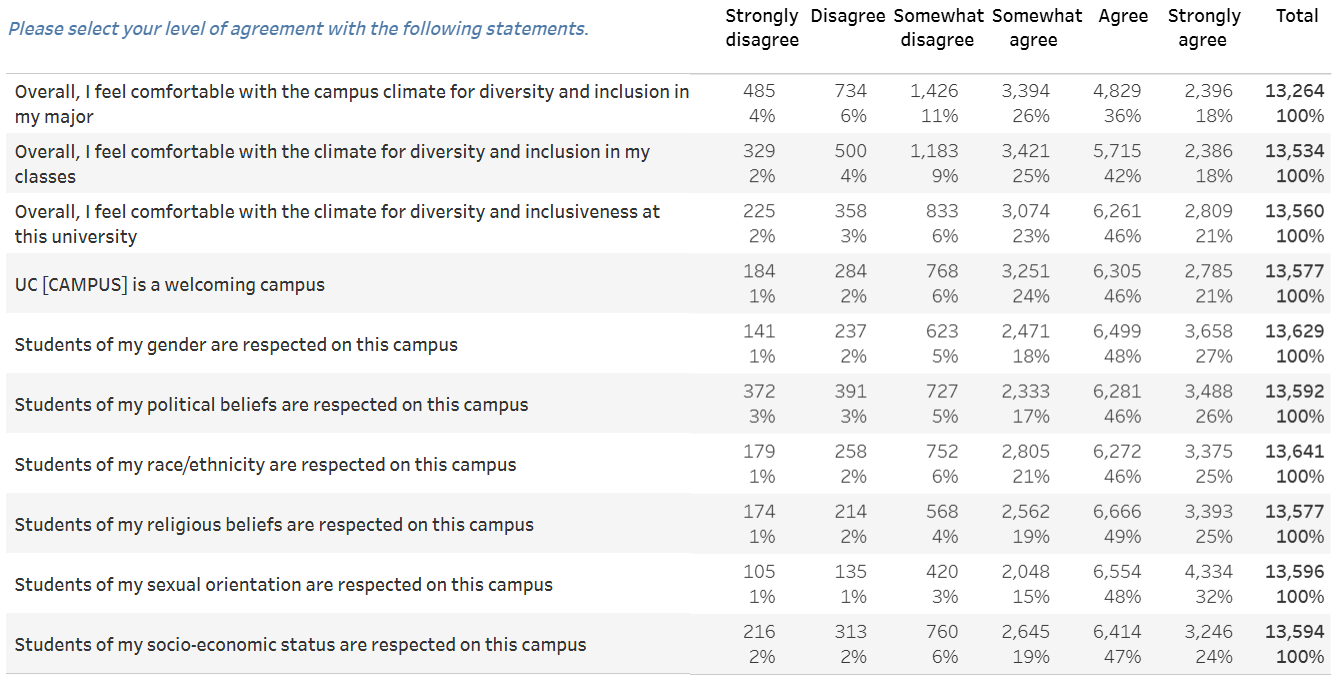 Please select your level of agreement with the following statements.
Strongly disagree Disagree Somewhat disagree Somewhat agree Agree Strongly agree Total
Overall, I feel comfortable with the campus climate for diversity and inclusion in my major 485 734 1,426 3,394 4,829 2,396 13,264
4% 6% 11% 26% 36% 18% 100%
Overall, I feel comfortable with the climate for diversity and inclusion in my classes 329 500 1,183 3,421 5,715 2,386 13,534
2% 4% 9% 25% 42% 18% 100%
Overall, I feel comfortable with the climate for diversity and inclusiveness at this university 225 358 833 3,074 6,261 2,809 13,560
2% 3% 6% 23% 46% 21% 100%
UC [CAMPUS] is a welcoming campus 184 284 768 3,251 6,305 2,785 13,577
1% 2% 6% 24% 46% 21% 100%
Students of my gender are respected on this campus 141 237 623 2,471 6,499 3,658 13,629
1% 2% 5% 18% 48% 27% 100%
Students of my political beliefs are respected on this campus 372 391 727 2,333 6,281 3,488 13,592
3% 3% 5% 17% 46% 26% 100%
Students of my race/ethnicity are respected on this campus 179 258 752 2,805 6,272 3,375 13,641
1% 2% 6% 21% 46% 25% 100%
Students of my religious beliefs are respected on this campus 174 214 568 2,562 6,666 3,393 13,577
1% 2% 4% 19% 49% 25% 100%
Students of my sexual orientation are respected on this campus 105 135 420 2,048 6,554 4,334 13,596
1% 1% 3% 15% 48% 32% 100%
Students of my socio-economic status are respected on this campus 216 313 760 2,645 6,414 3,246 13,594
2% 2% 6% 19% 47% 24% 100%